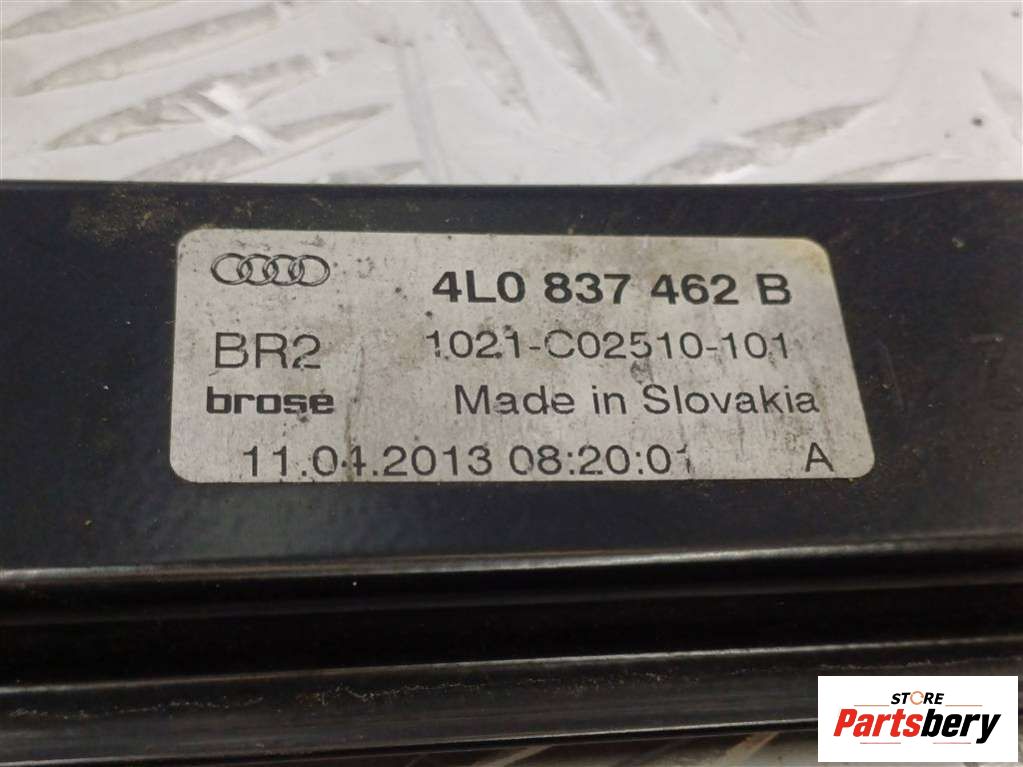 4L0 837 462 B
BR2 1021-C02510-101
brose Made in Slovakia
11.04.2013 08:20:01 A
STORE
Partsbery